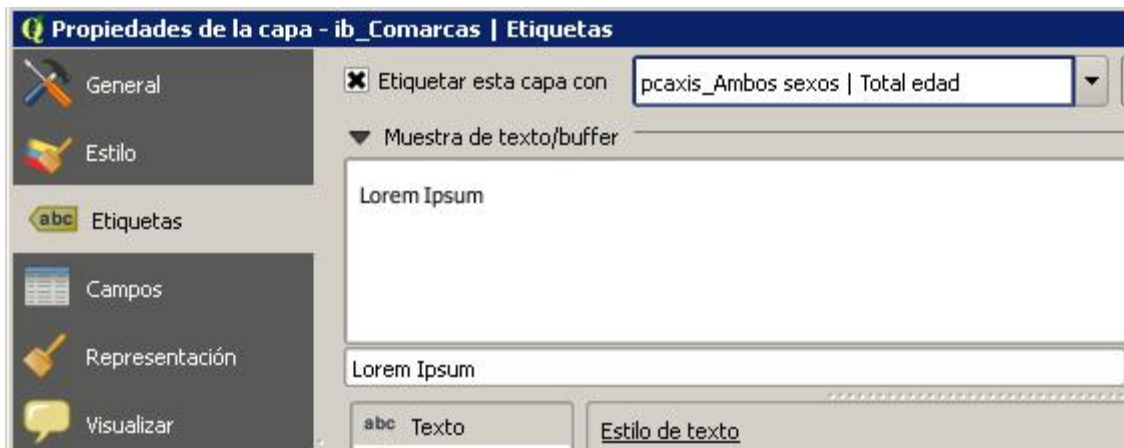 Propiedades de la capa - ib_Comarcas | Etiquetas
General
Estilo
abc Etiquetas
Campos
Representación
Visualizar
Etiquetar esta capa con pcaxis_Ambos sexos | Total edad
Muestra de texto/buffer
Lorem Ipsum
Lorem Ipsum
abc Texto
Estilo de texto